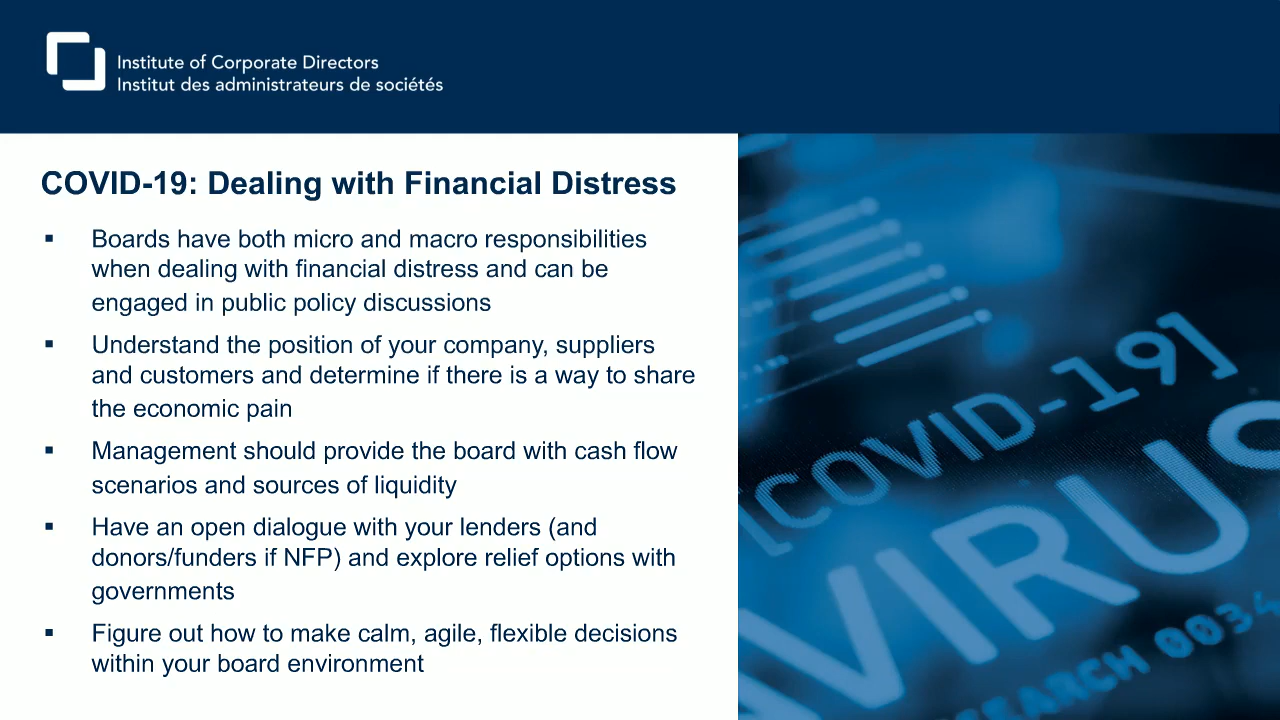 Institute of Corporate Directors
Institut des administrateurs de sociétés
COVID-19: Dealing with Financial Distress
▪ Boards have both micro and macro responsibilities
when dealing with financial distress and can be
engaged in public policy discussions
▪ Understand the position of your company, suppliers
and customers and determine if there is a way to share
the economic pain
▪ Management should provide the board with cash flow
scenarios and sources of liquidity
▪ Have an open dialogue with your lenders (and
donors/funders if NFP) and explore relief options with
governments
▪ Figure out how to make calm, agile, flexible decisions
within your board environment
[COVID-19]
VIRUS